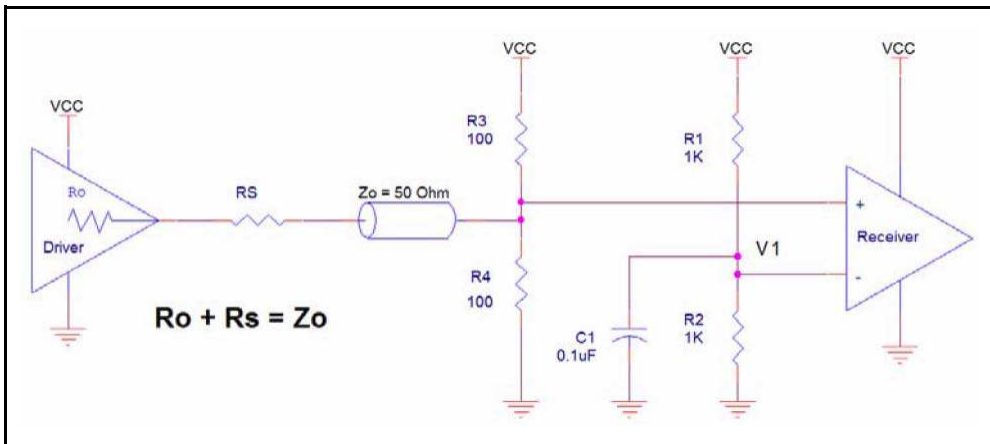 VCC
VCC
VCC
VCC
R3
100
R1
1K
Ro
RS
Zo = 50 Ohm
+
Driver
Receiver
V1
-
R4
100
Ro + Rs = Zo
C1
0.1uF
R2
1K